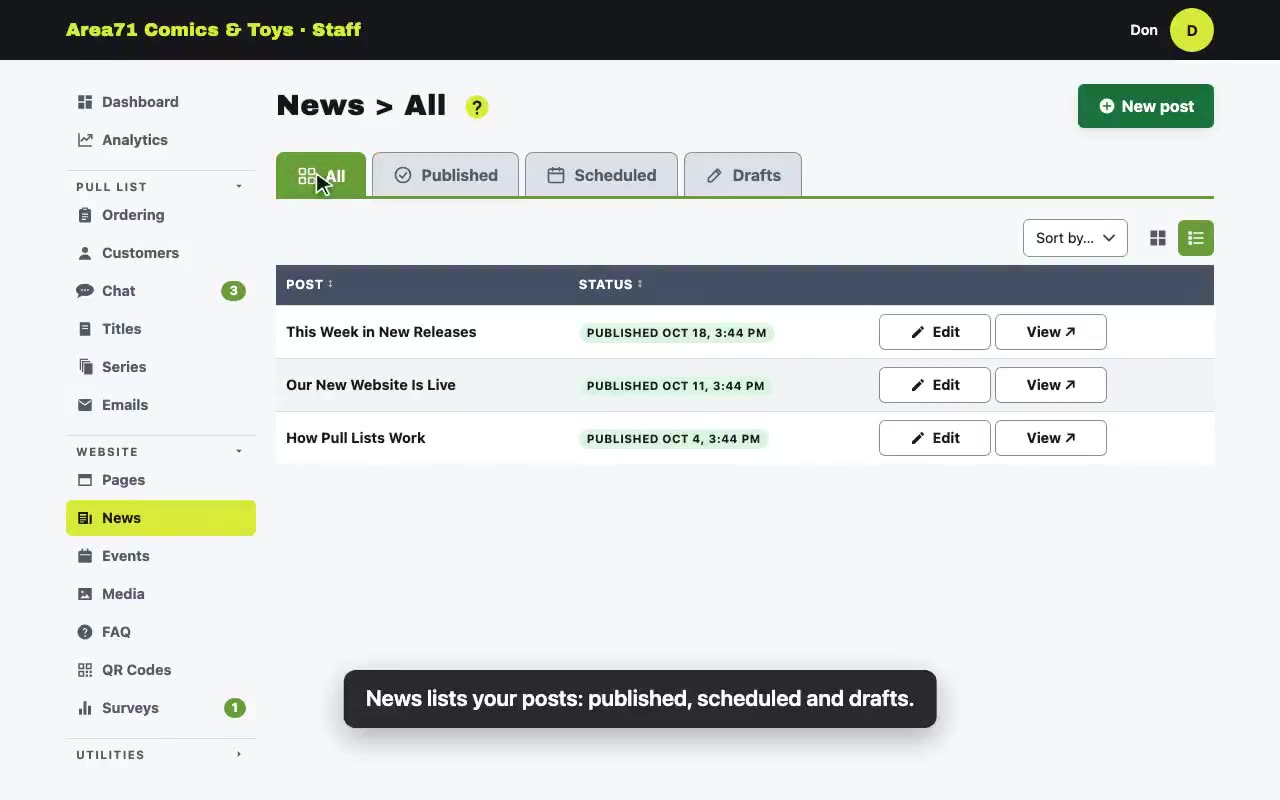 Area71 Comics & Toys · Staff
Don
D
Dashboard
Analytics
PULL LIST
Ordering
Customers
Chat 3
Titles
Series
Emails
WEBSITE
Pages
News
Events
Media
FAQ
QR Codes
Surveys 1
UTILITIES
News > All ?
New post
All
Published
Scheduled
Drafts
Sort by...
POST STATUS
This Week in New Releases PUBLISHED OCT 18, 3:44 PM Edit View
Our New Website Is Live PUBLISHED OCT 11, 3:44 PM Edit View
How Pull Lists Work PUBLISHED OCT 4, 3:44 PM Edit View
News lists your posts: published, scheduled and drafts.